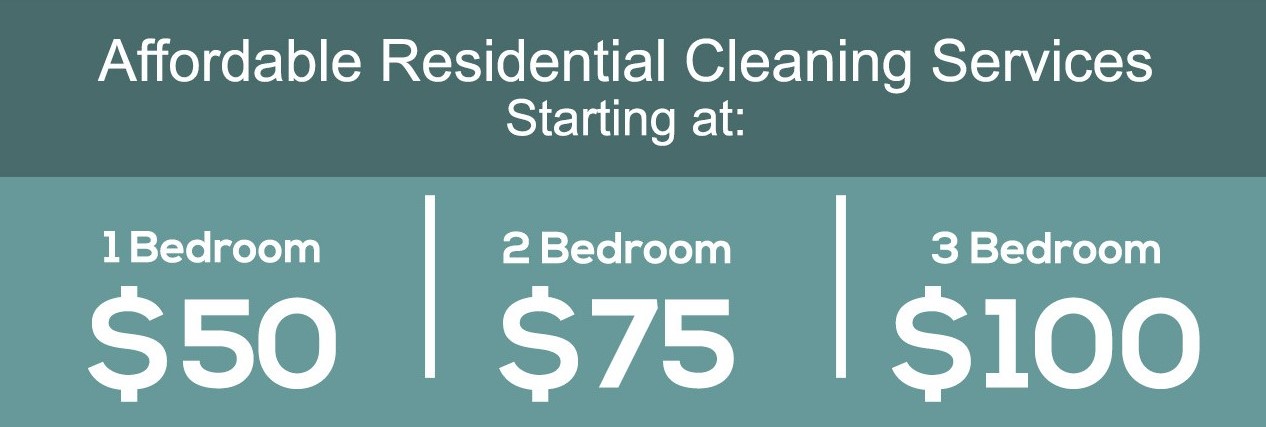 Affordable Residential Cleaning Services
Starting at:
1 Bedroom
$50
2 Bedroom
$75
3 Bedroom
$100